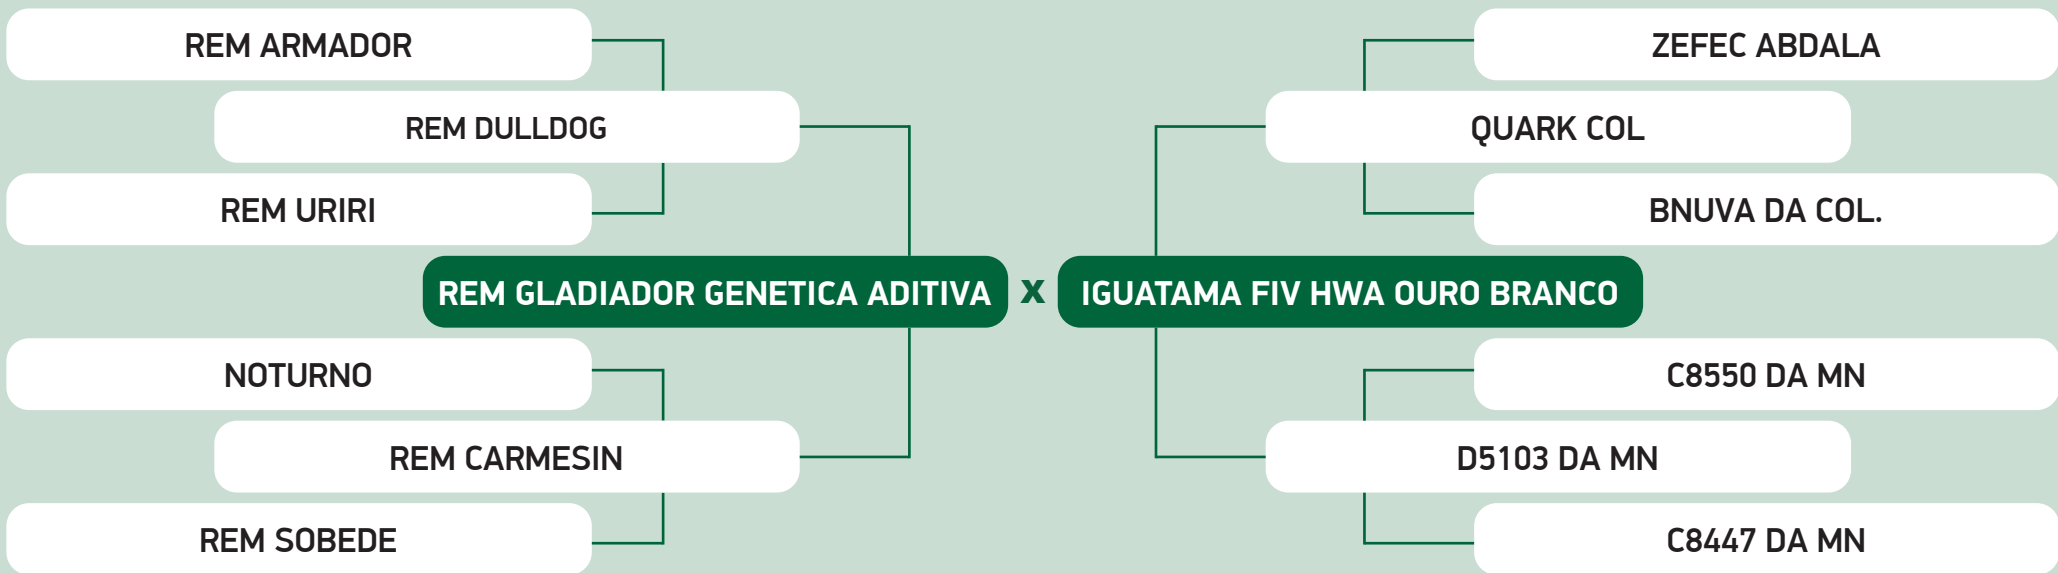 REM ARMADOR
ZEFEC ABDALA
REM DULLDOG
QUARK COL
REM URIRI
BNUVA DA COL.
REM GLADIADOR GENETICA ADITIVA x IGUATAMA FIV HWA OURO BRANCO
NOTURNO
C8550 DA MN
REM CARMESIN
D5103 DA MN
REM SOBEDE
C8447 DA MN